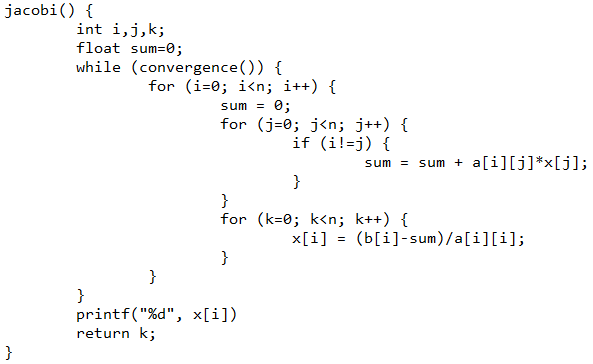 jacobi() {
        int i,j,k;
        float sum=0;
        while (convergence()) {
                for (i=0; i<n; i++) {
                        sum = 0;
                        for (j=0; j<n; j++) {
                                if (i!=j) {
                                        sum = sum + a[i][j]*x[j];
                                }
                        }
                        for (k=0; k<n; k++) {
                                x[i] = (b[i]-sum)/a[i][i];
                        }
                }
        }
        printf("%d", x[i])
        return k;
}